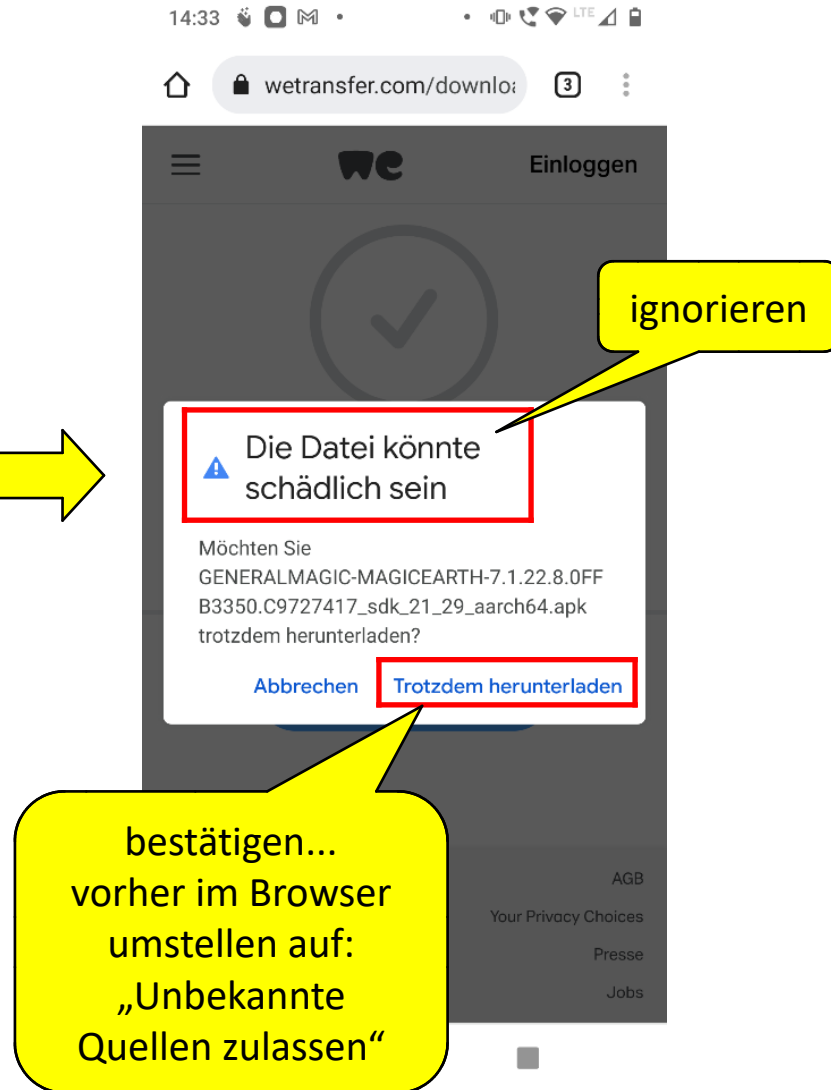 14:33
LTE
wetransfer.com/downloa
3
we
Einloggen
ignorieren
Die Datei könnte
schädlich sein
Möchten Sie
GENERALMAGIC-MAGICEARTH-7.1.22.8.0FF
B3350.C9727417_sdk_21_29_aarch64.apk
trotzdem herunterladen?
Abbrechen
Trotzdem herunterladen
bestätigen...
vorher im Browser
umstellen auf:
„Unbekannte
Quellen zulassen“
AGB
Your Privacy Choices
Presse
Jobs